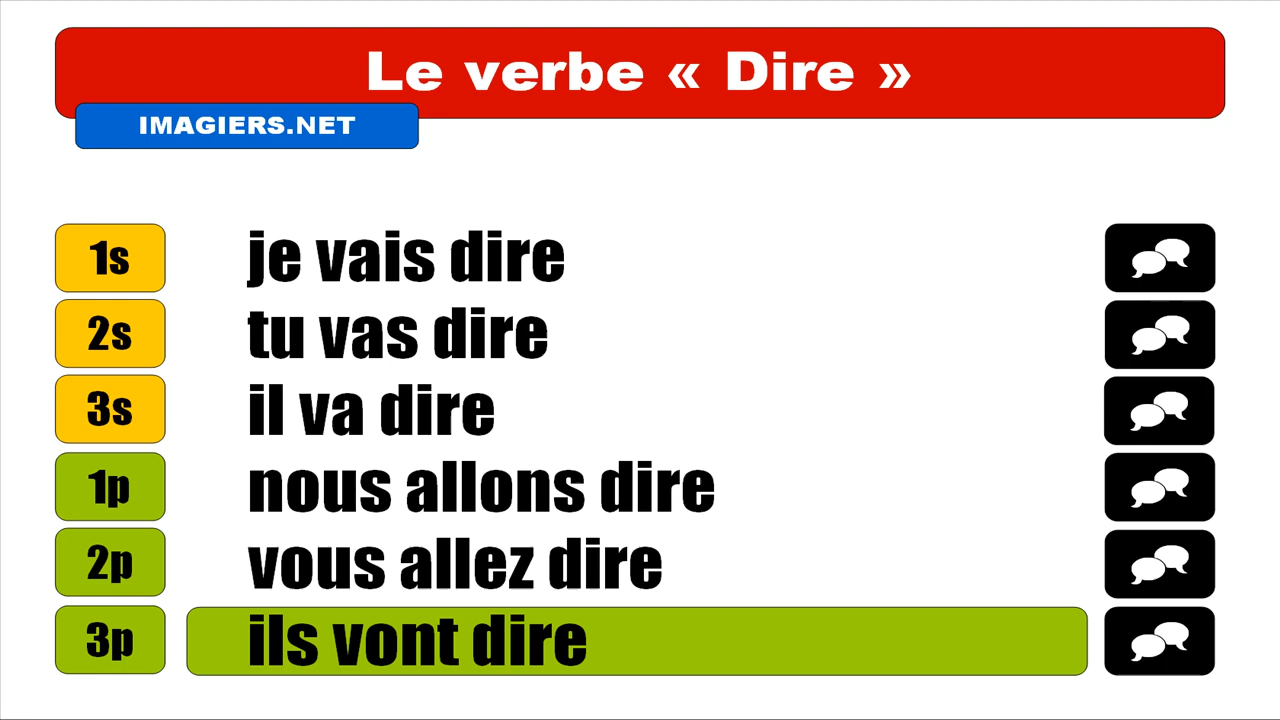 Le verbe « Dire »
IMAGIERS.NET
1s je vais dire
2s tu vas dire
3s il va dire
1p nous allons dire
2p vous allez dire
3p ils vont dire